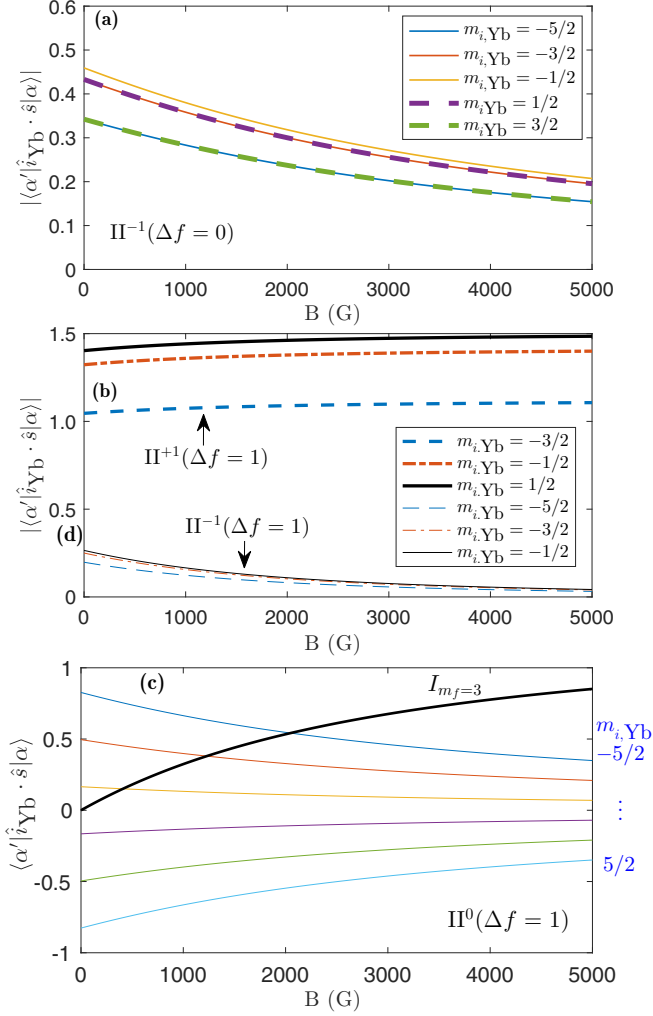 (a)
0.6
0.5
0.4
0.3
0.2
0.1
0
|⟨α′|î_Yb · ŝ|α⟩|
m_{i,Yb} = −5/2
m_{i,Yb} = −3/2
m_{i,Yb} = −1/2
m_{iYb} = 1/2
m_{iYb} = 3/2
II^{−1}(Δf = 0)
0 1000 2000 3000 4000 5000
B (G)
1.5
1.0
0.5
0
|⟨α′|î_Yb · ŝ|α⟩|
(b)
II^{+1}(Δf = 1)
m_{i.Yb} = −3/2
m_{i.Yb} = −1/2
m_{i.Yb} = 1/2
m_{i.Yb} = −5/2
m_{i.Yb} = −3/2
m_{i.Yb} = −1/2
(d)
II^{−1}(Δf = 1)
0 1000 2000 3000 4000 5000
B (G)
1
0.5
0
-0.5
-1
⟨α′|î_Yb · ŝ|α⟩
(c)
I_{m_f=3}
m_{i,Yb}
−5/2
⋮
5/2
II^{0}(Δf = 1)
0 1000 2000 3000 4000 5000
B (G)